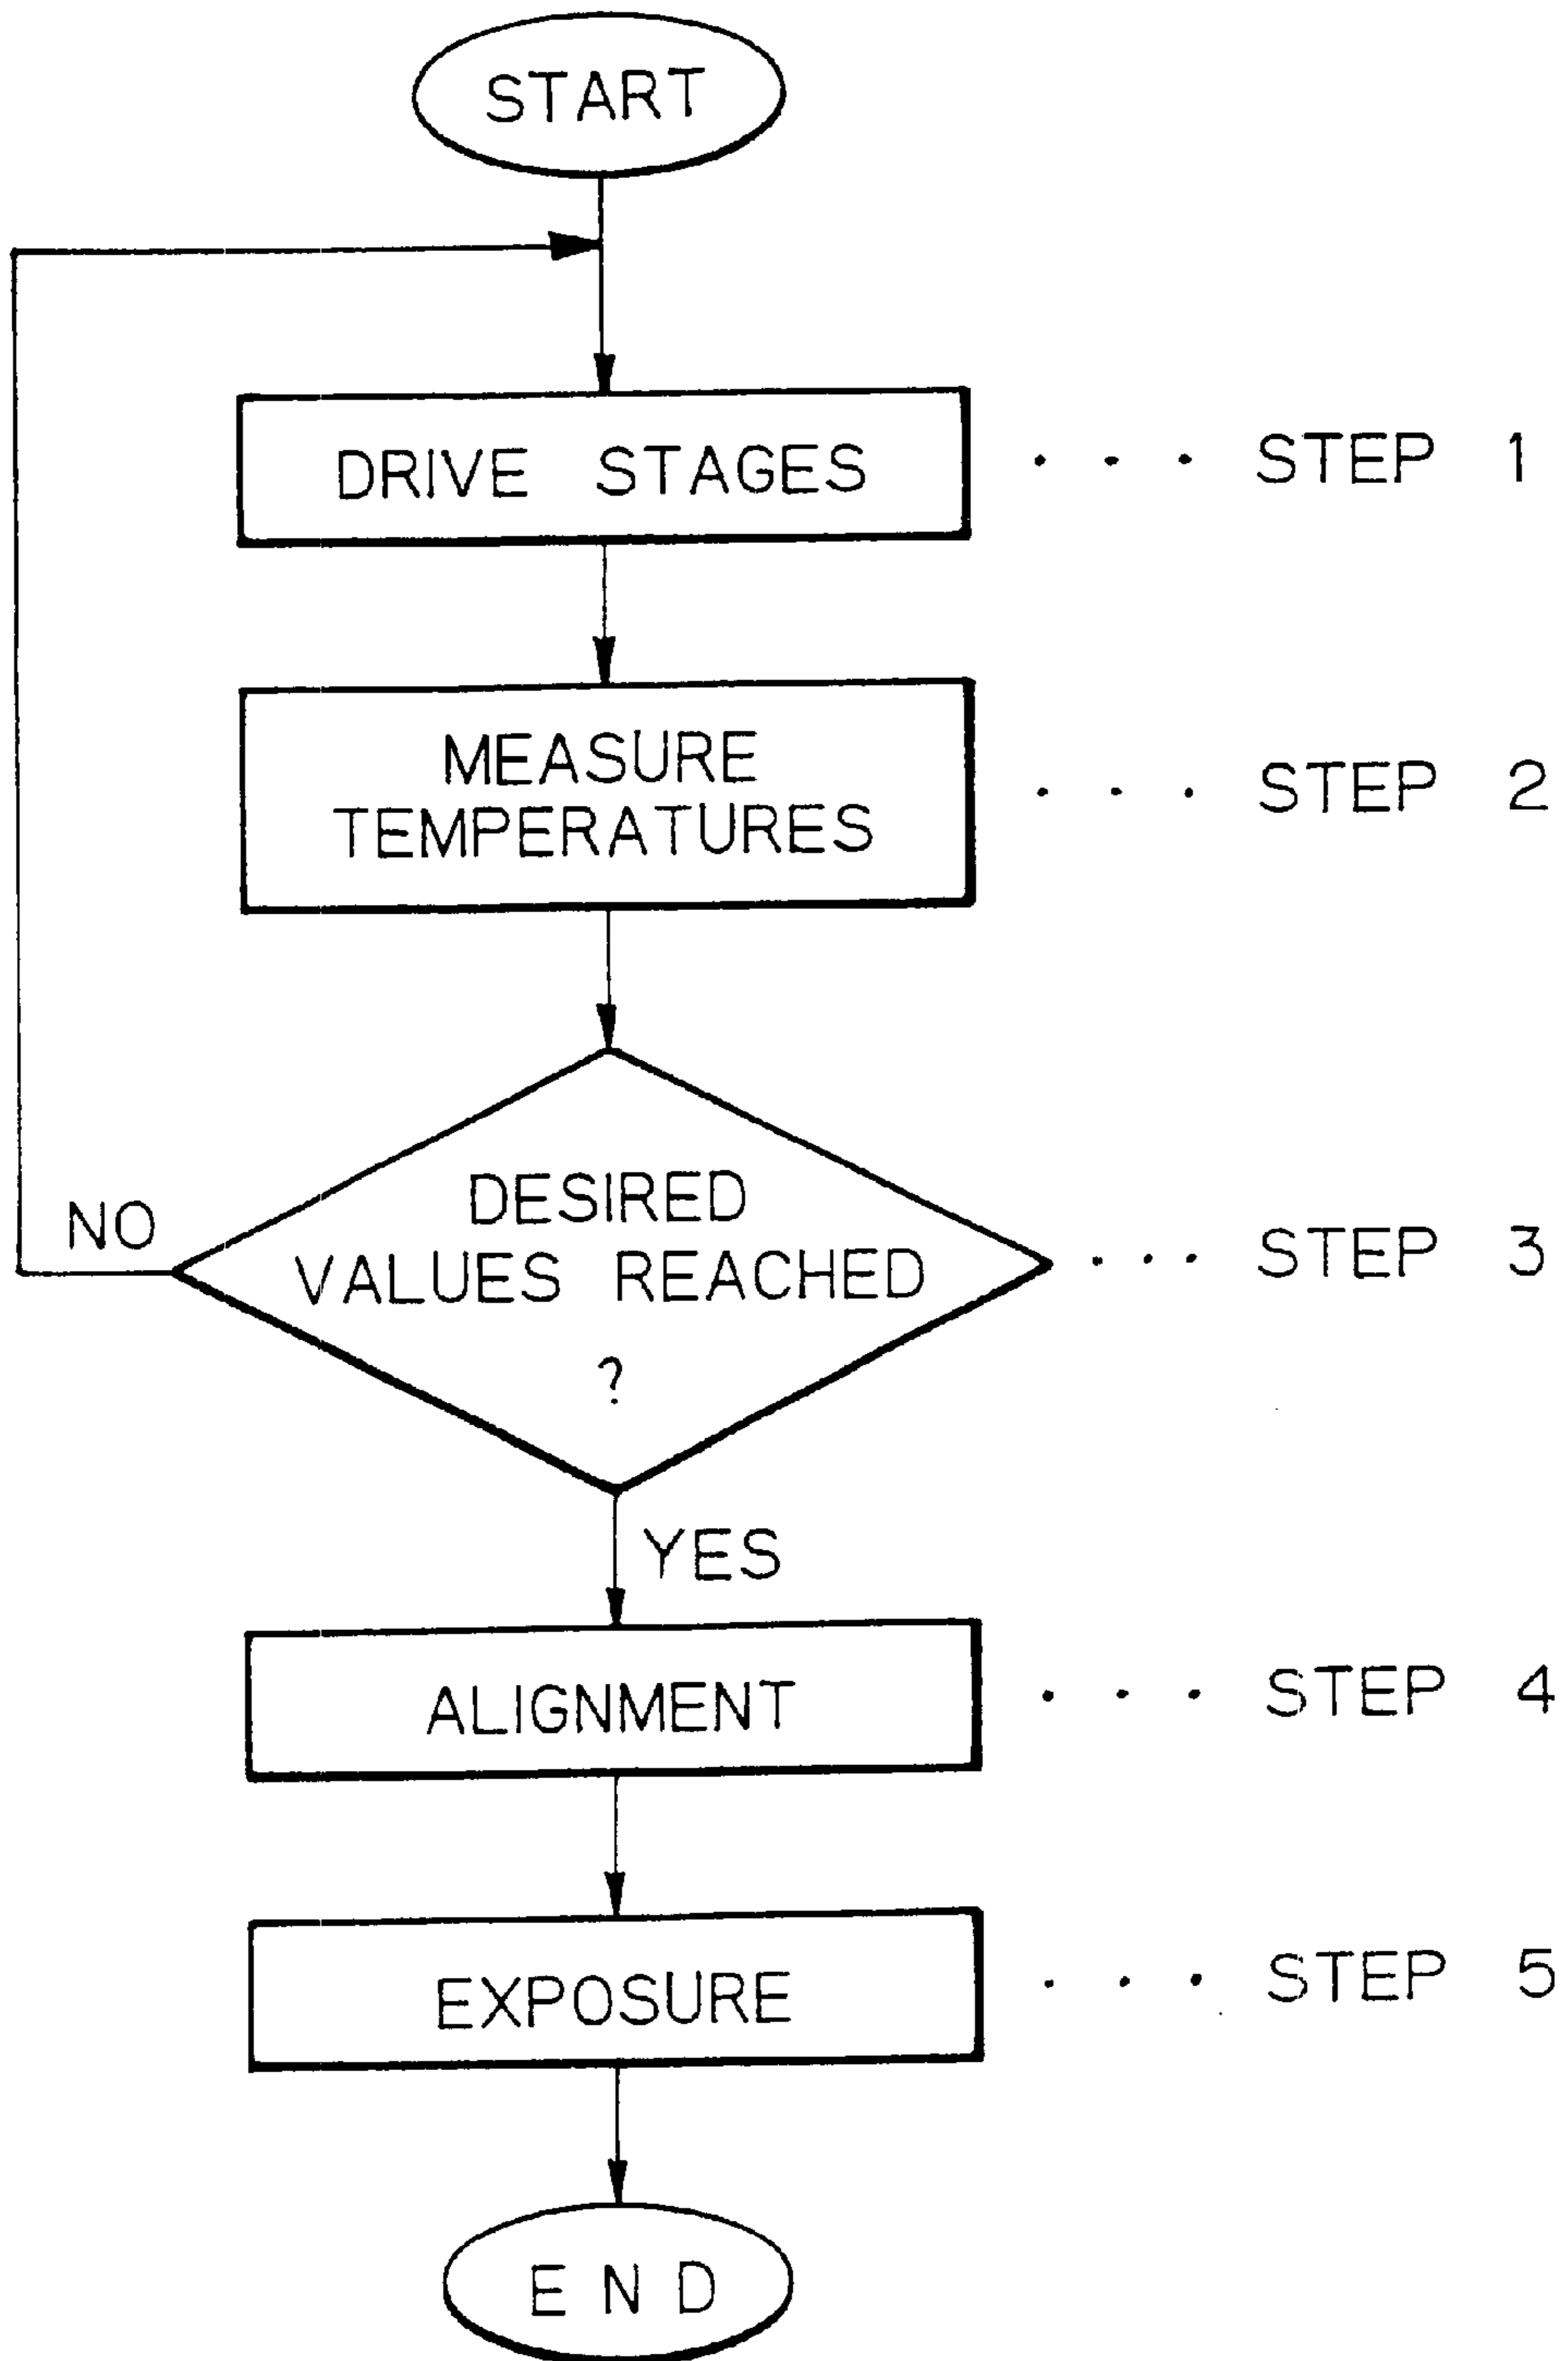 START
DRIVE STAGES . . . STEP 1
MEASURE
TEMPERATURES . . . STEP 2
DESIRED
NO
VALUES REACHED . . . STEP 3
?
YES
ALIGNMENT . . . STEP 4
EXPOSURE . . . STEP 5
END